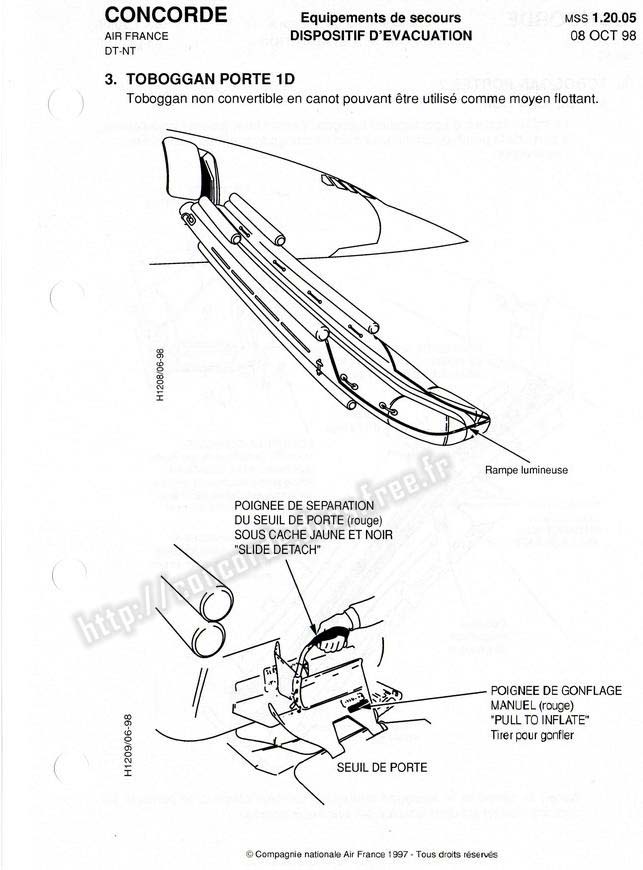 CONCORDE
AIR FRANCE
DT-NT
Equipements de secours
DISPOSITIF D'EVACUATION
MSS 1.20.05
08 OCT 98
3. TOBOGGAN PORTE 1D
Toboggan non convertible en canot pouvant être utilisé comme moyen flottant.
H1208/06-98
Rampe lumineuse
POIGNEE DE SEPARATION
DU SEUIL DE PORTE (rouge)
SOUS CACHE JAUNE ET NOIR
"SLIDE DETACH"
POIGNEE DE GONFLAGE
MANUEL (rouge)
"PULL TO INFLATE"
Tirer pour gonfler
SEUIL DE PORTE
H1209/06-98
© Compagnie nationale Air France 1997 - Tous droits réservés